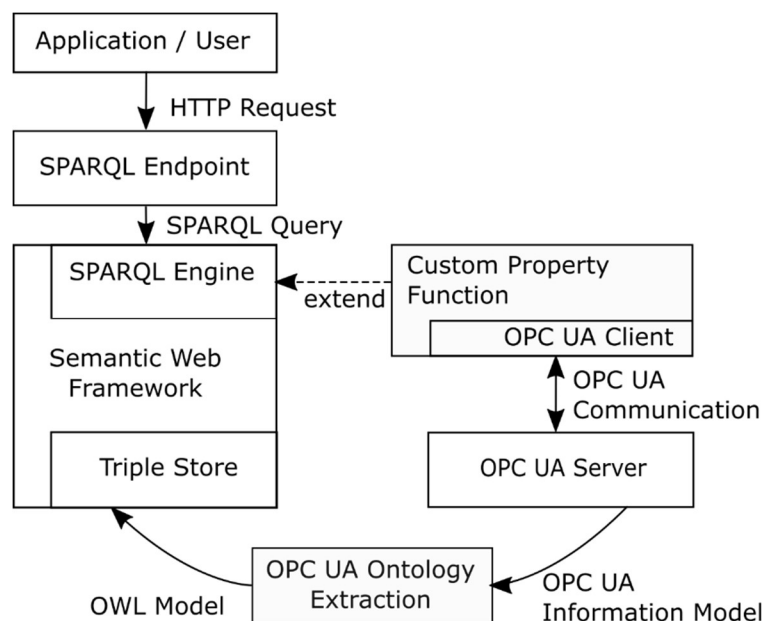 Application / User
HTTP Request
SPARQL Endpoint
SPARQL Query
SPARQL Engine
extend
Custom Property
Function
OPC UA Client
Semantic Web
Framework
OPC UA
Communication
Triple Store
OPC UA Server
OPC UA Ontology
Extraction
OWL Model
OPC UA
Information Model